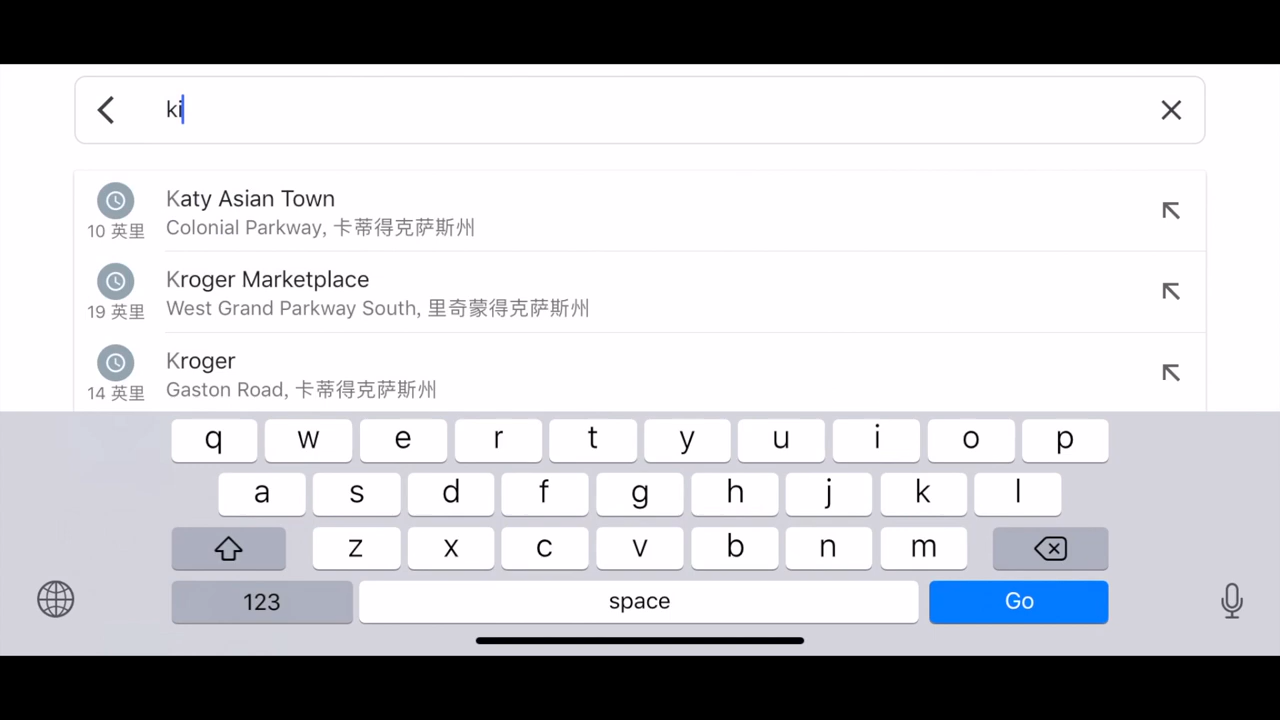 ki
Katy Asian Town
10 英里
Colonial Parkway, 卡蒂得克萨斯州
Kroger Marketplace
19 英里
West Grand Parkway South, 里奇蒙得克萨斯州
Kroger
14 英里
Gaston Road, 卡蒂得克萨斯州
q w e r t y u i o p
a s d f g h j k l
z x c v b n m
123 space Go